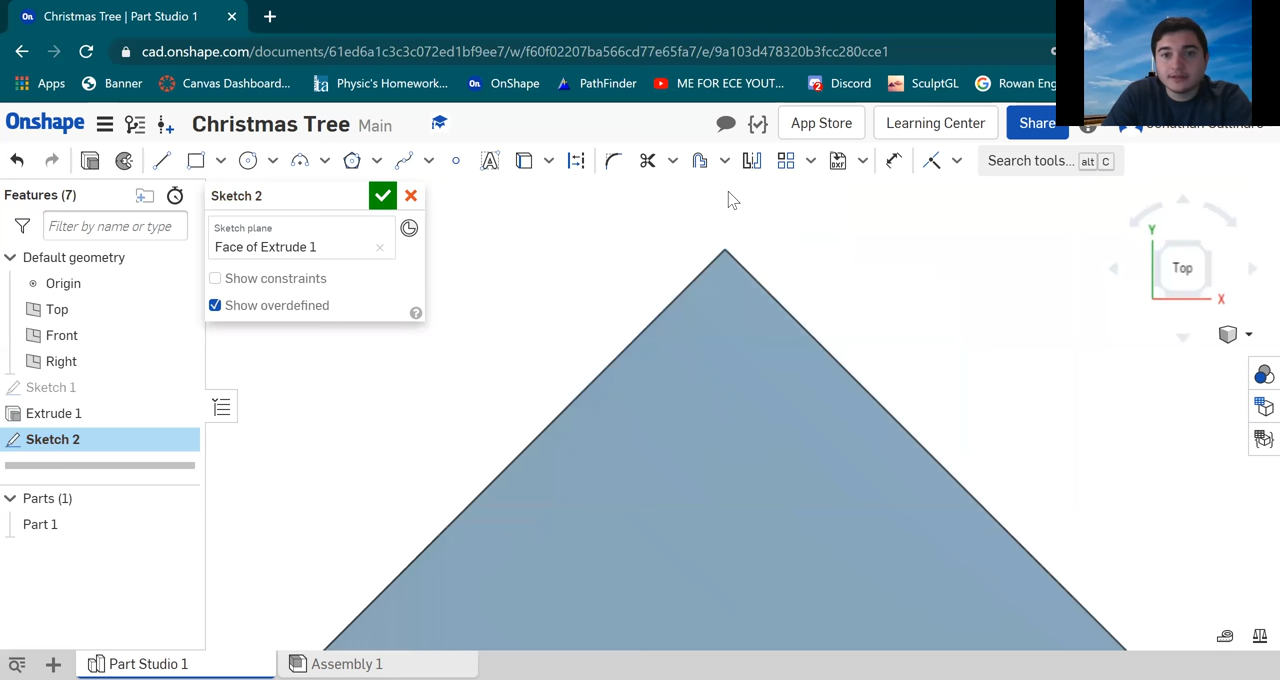 On Christmas Tree | Part Studio 1
cad.onshape.com/documents/61ed6a1c3c3c072ed1bf9ee7/w/f60f02207ba566cd77e65fa7/e/9a103d478320b3fcc280cce1
Apps Banner Canvas Dashboard... Physic's Homework... On OnShape PathFinder ME FOR ECE YOUT... 2 Discord SculptGL G Rowan Eng
Onshape Christmas Tree Main App Store Learning Center Share
Search tools... alt C
Features (7)
Sketch 2
Filter by name or type
Sketch plane
Face of Extrude 1
Default geometry
Origin
Show constraints
Top
Show overdefined
Front
Right
Sketch 1
Extrude 1
Sketch 2
Parts (1)
Part 1
Y
Top
X
Part Studio 1
Assembly 1